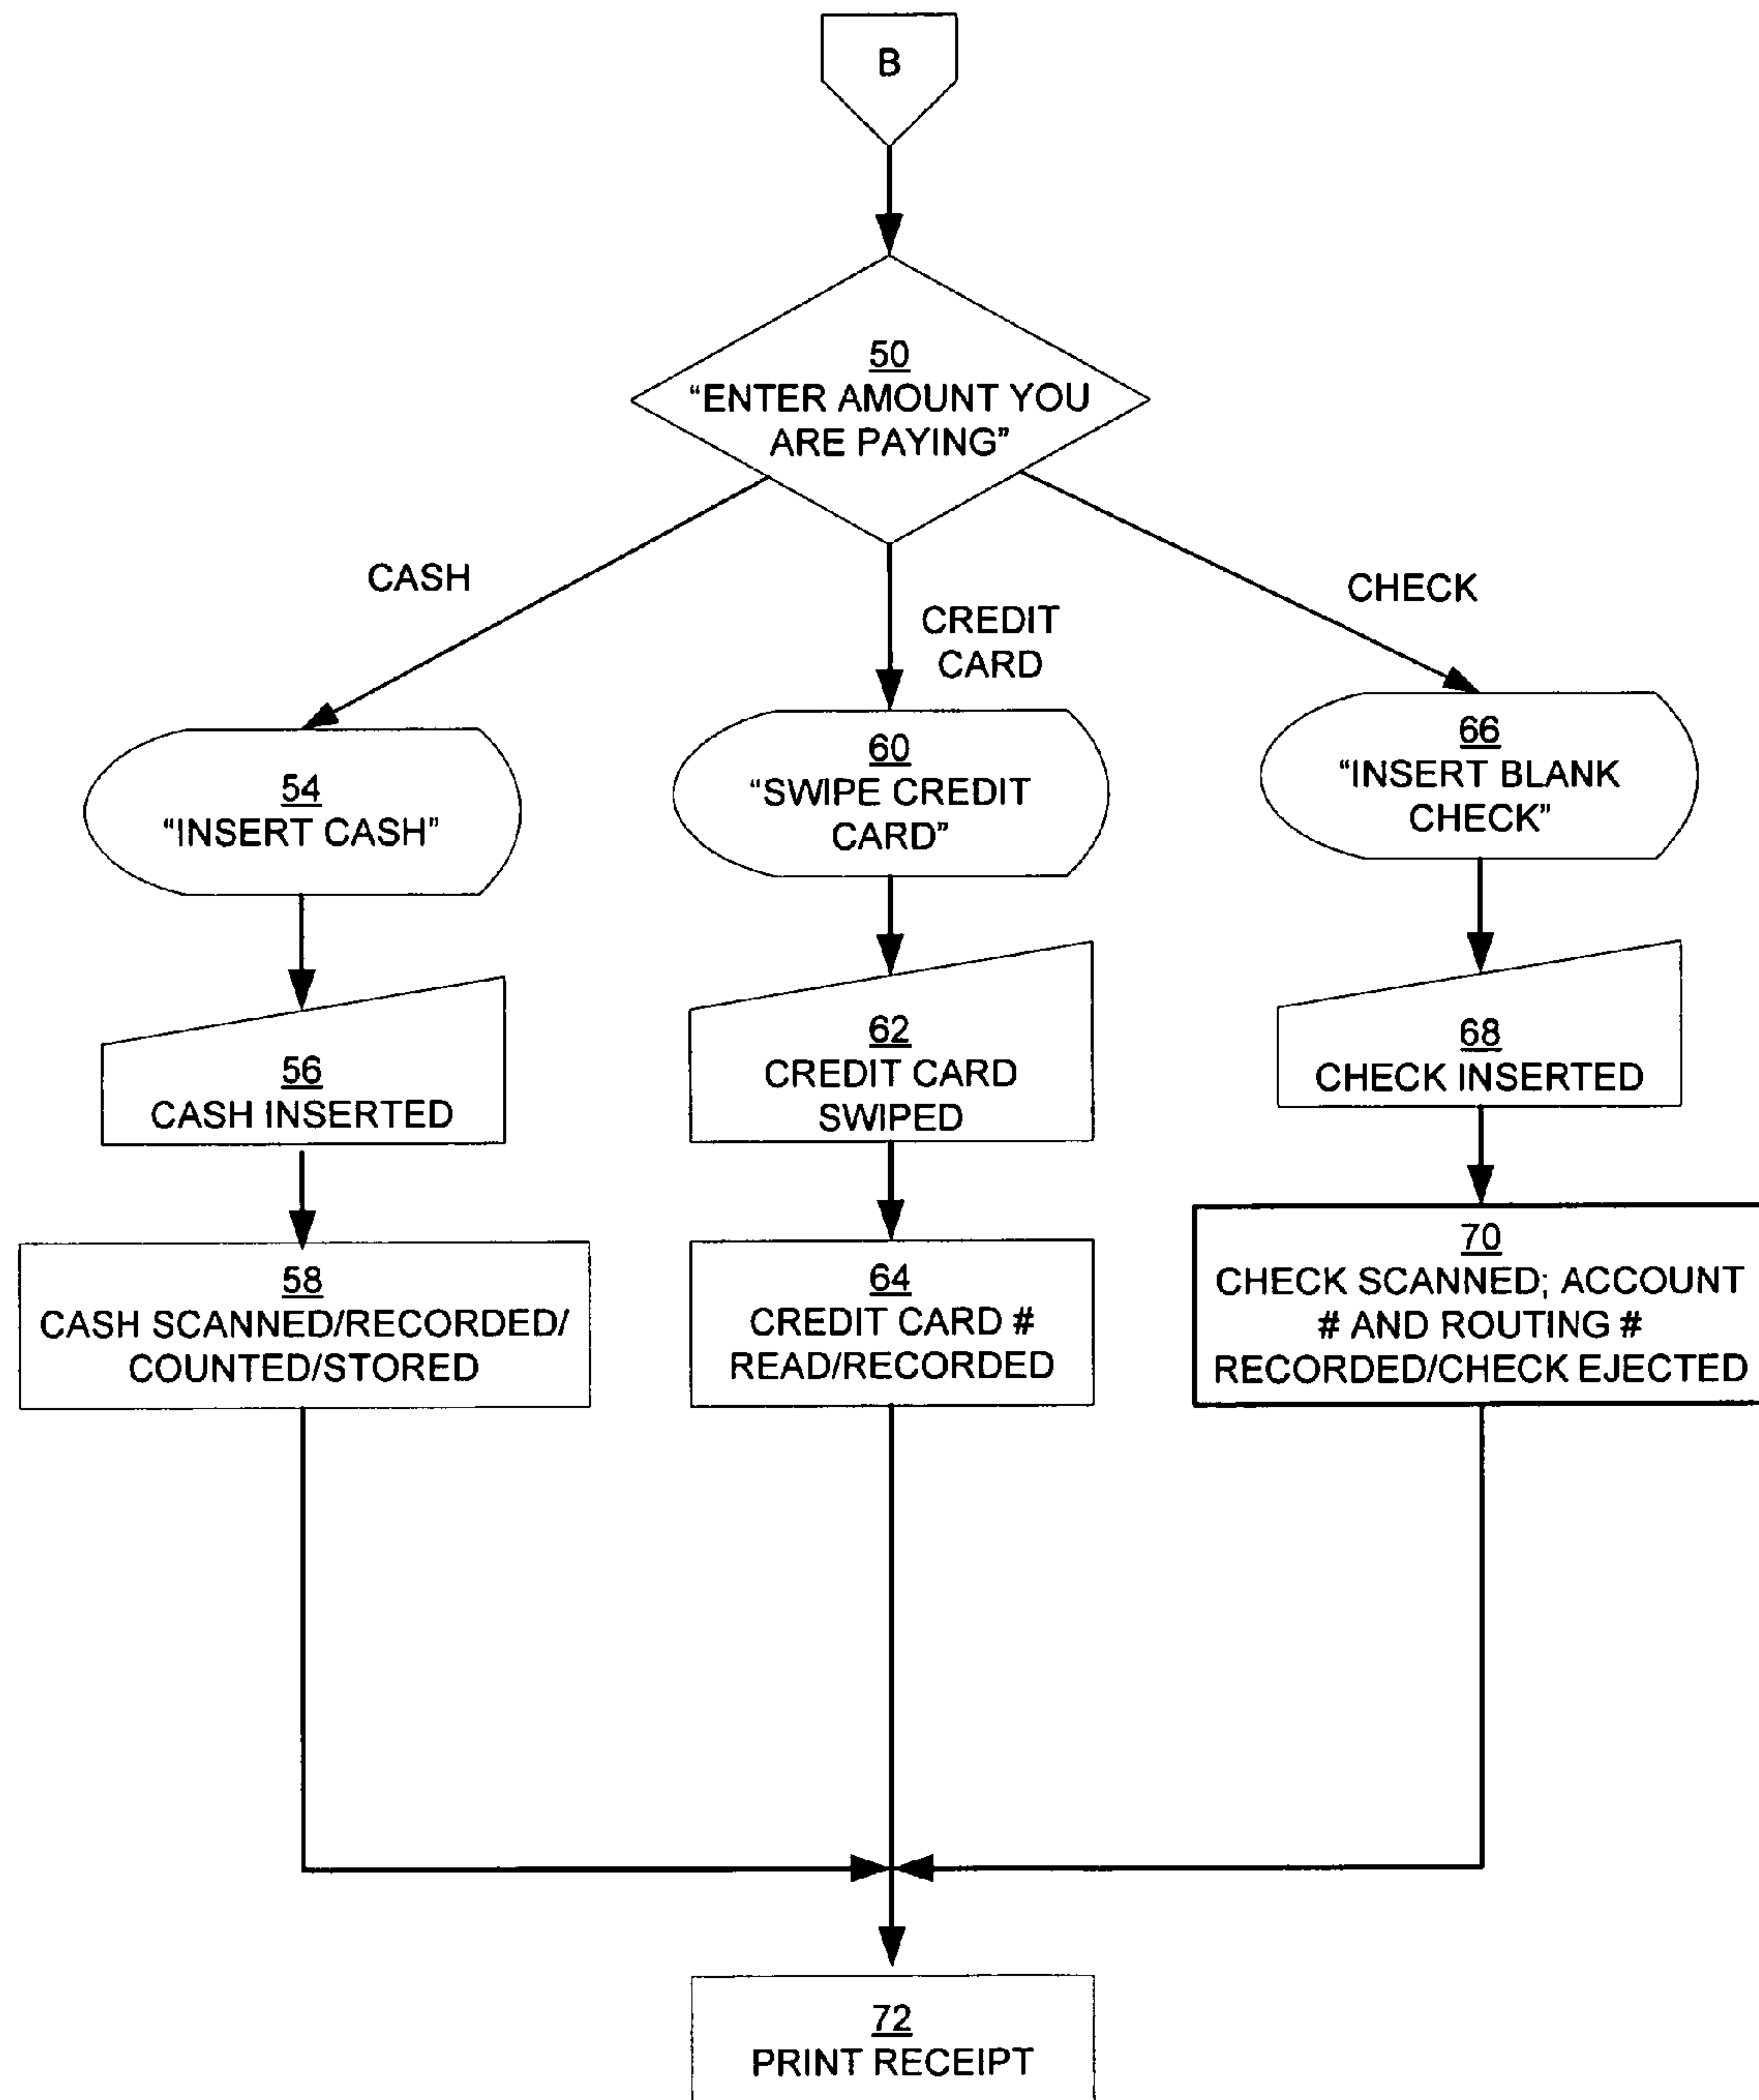 B
50
“ENTER AMOUNT YOU
ARE PAYING”
CASH
CREDIT
CARD
CHECK
54
“INSERT CASH”
60
“SWIPE CREDIT
CARD”
66
“INSERT BLANK
CHECK”
56
CASH INSERTED
62
CREDIT CARD
SWIPED
68
CHECK INSERTED
58
CASH SCANNED/RECORDED/
COUNTED/STORED
64
CREDIT CARD #
READ/RECORDED
70
CHECK SCANNED; ACCOUNT
# AND ROUTING #
RECORDED/CHECK EJECTED
72
PRINT RECEIPT